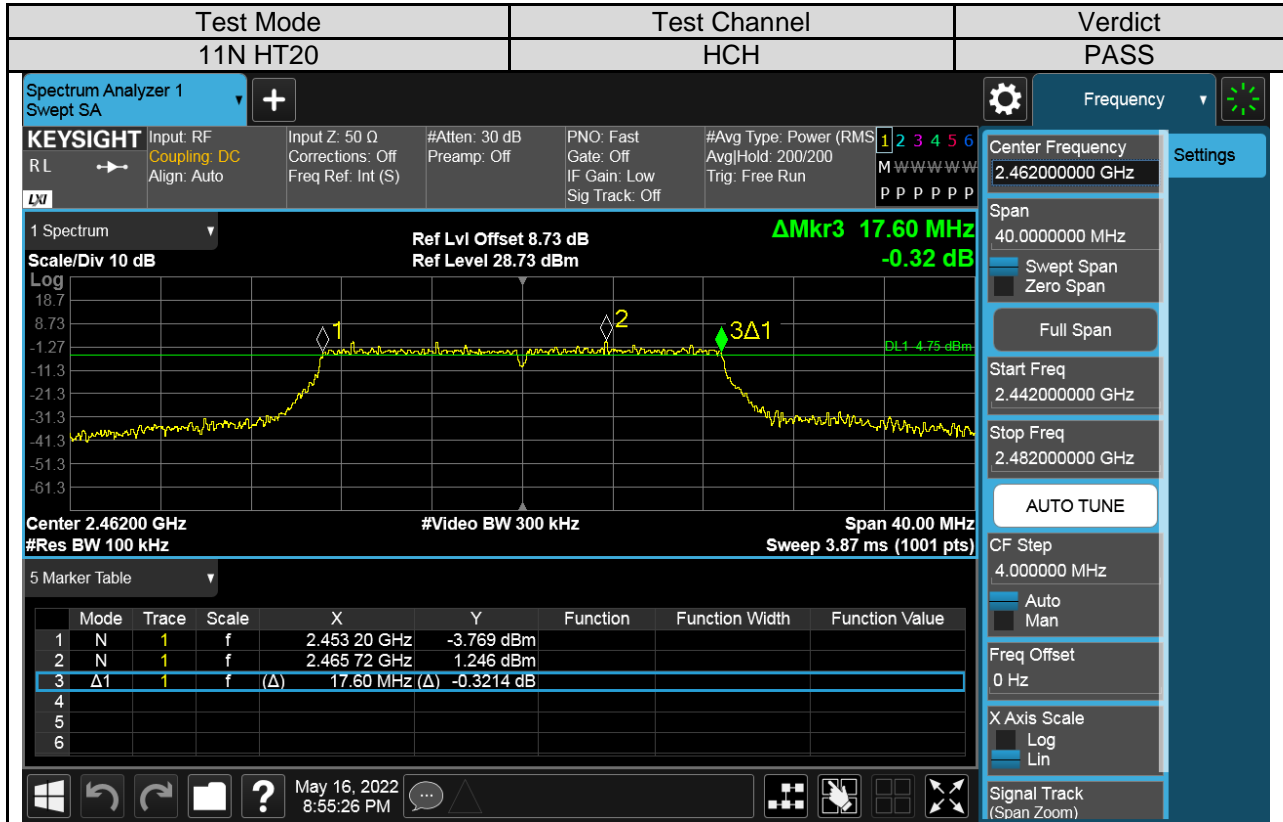 Test Mode Test Channel Verdict
11N HT20 HCH PASS
Spectrum Analyzer 1
Swept SA
+
Frequency
KEYSIGHT
RL
LXI
Input: RF
Coupling: DC
Align: Auto
Input Z: 50 Ω
Corrections: Off
Freq Ref: Int (S)
#Atten: 30 dB
Preamp: Off
PNO: Fast
Gate: Off
IF Gain: Low
Sig Track: Off
#Avg Type: Power (RMS
Avg|Hold: 200/200
Trig: Free Run
1 2 3 4 5 6
M W W W W W
P P P P P P
1 Spectrum
Scale/Div 10 dB
Ref Lvl Offset 8.73 dB
Ref Level 28.73 dBm
ΔMkr3 17.60 MHz
-0.32 dB
Log
18.7
8.73
-1.27
-11.3
-21.3
-31.3
-41.3
-51.3
-61.3
1
2
3Δ1
DL1 -4.75 dBm
Center 2.46200 GHz #Video BW 300 kHz Span 40.00 MHz
#Res BW 100 kHz Sweep 3.87 ms (1001 pts)
5 Marker Table
Mode Trace Scale X Y Function Function Width Function Value
1 N 1 f 2.453 20 GHz -3.769 dBm
2 N 1 f 2.465 72 GHz 1.246 dBm
3 Δ1 1 f (Δ) 17.60 MHz (Δ) -0.3214 dB
4
5
6
?
May 16, 2022
8:55:26 PM
Center Frequency
2.462000000 GHz
Settings
Span
40.0000000 MHz
Swept Span
Zero Span
Full Span
Start Freq
2.442000000 GHz
Stop Freq
2.482000000 GHz
AUTO TUNE
CF Step
4.000000 MHz
Auto
Man
Freq Offset
0 Hz
X Axis Scale
Log
Lin
Signal Track
(Span Zoom)